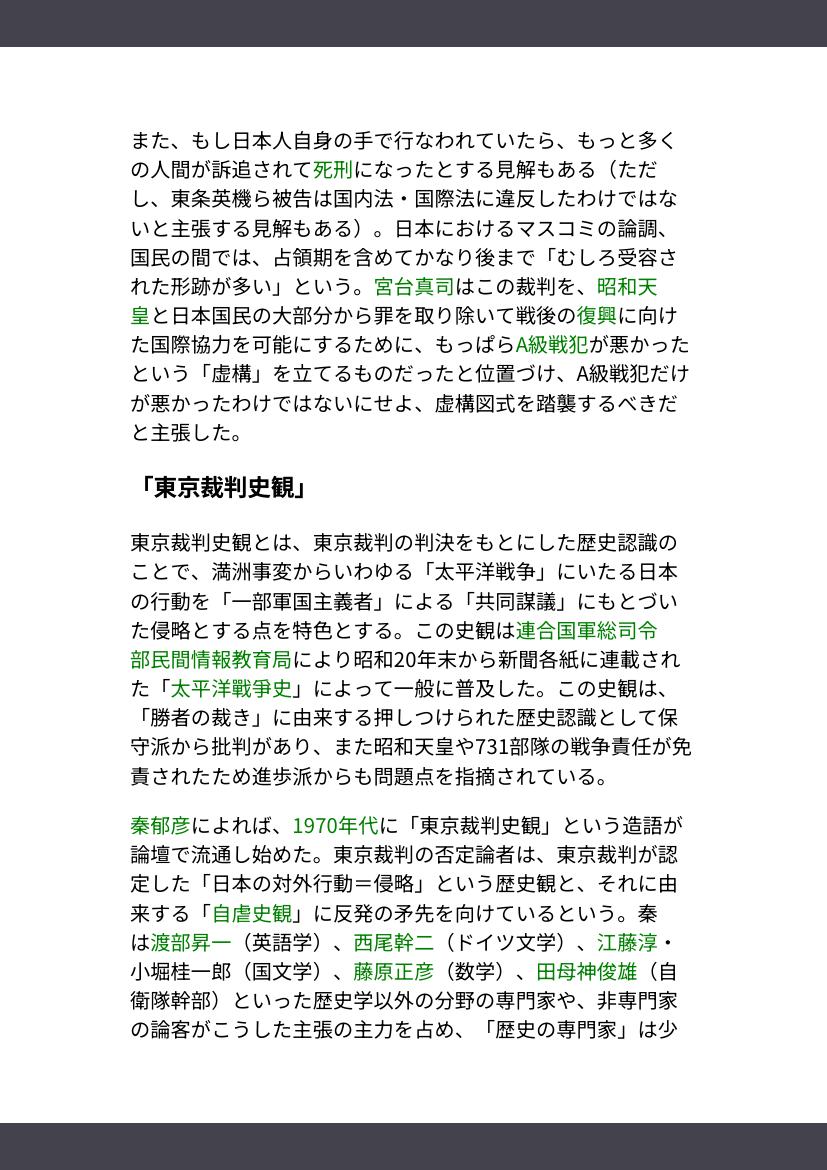 また、もし日本人自身の手で行なわれていたら、もっと多く
の人間が訴追されて死刑になったとする見解もある（ただ
し、東条英機ら被告は国内法・国際法に違反したわけではな
いと主張する見解もある）。日本におけるマスコミの論調、
国民の間では、占領期を含めてかなり後まで「むしろ受容さ
れた形跡が多い」という。宮台真司はこの裁判を、昭和天
皇と日本国民の大部分から罪を取り除いて戦後の復興に向け
た国際協力を可能にするために、もっぱらA級戦犯が悪かった
という「虚構」を立てるものだったと位置づけ、A級戦犯だけ
が悪かったわけではないにせよ、虚構図式を踏襲するべきだ
と主張した。
「東京裁判史観」
東京裁判史観とは、東京裁判の判決をもとにした歴史認識の
ことで、満洲事変からいわゆる「太平洋戦争」にいたる日本
の行動を「一部軍国主義者」による「共同謀議」にもとづい
た侵略とする点を特色とする。この史観は連合国軍総司令
部民間情報教育局により昭和20年末から新聞各紙に連載され
た「太平洋戰爭史」によって一般に普及した。この史観は、
「勝者の裁き」に由来する押しつけられた歴史認識として保
守派から批判があり、また昭和天皇や731部隊の戦争責任が免
責されたため進歩派からも問題点を指摘されている。
秦郁彦によれば、1970年代に「東京裁判史観」という造語が
論壇で流通し始めた。東京裁判の否定論者は、東京裁判が認
定した「日本の対外行動＝侵略」という歴史観と、それに由
来する「自虐史観」に反発の矛先を向けているという。秦
は渡部昇一（英語学）、西尾幹二（ドイツ文学）、江藤淳・
小堀桂一郎（国文学）、藤原正彦（数学）、田母神俊雄（自
衛隊幹部）といった歴史学以外の分野の専門家や、非専門家
の論客がこうした主張の主力を占め、「歴史の専門家」は少